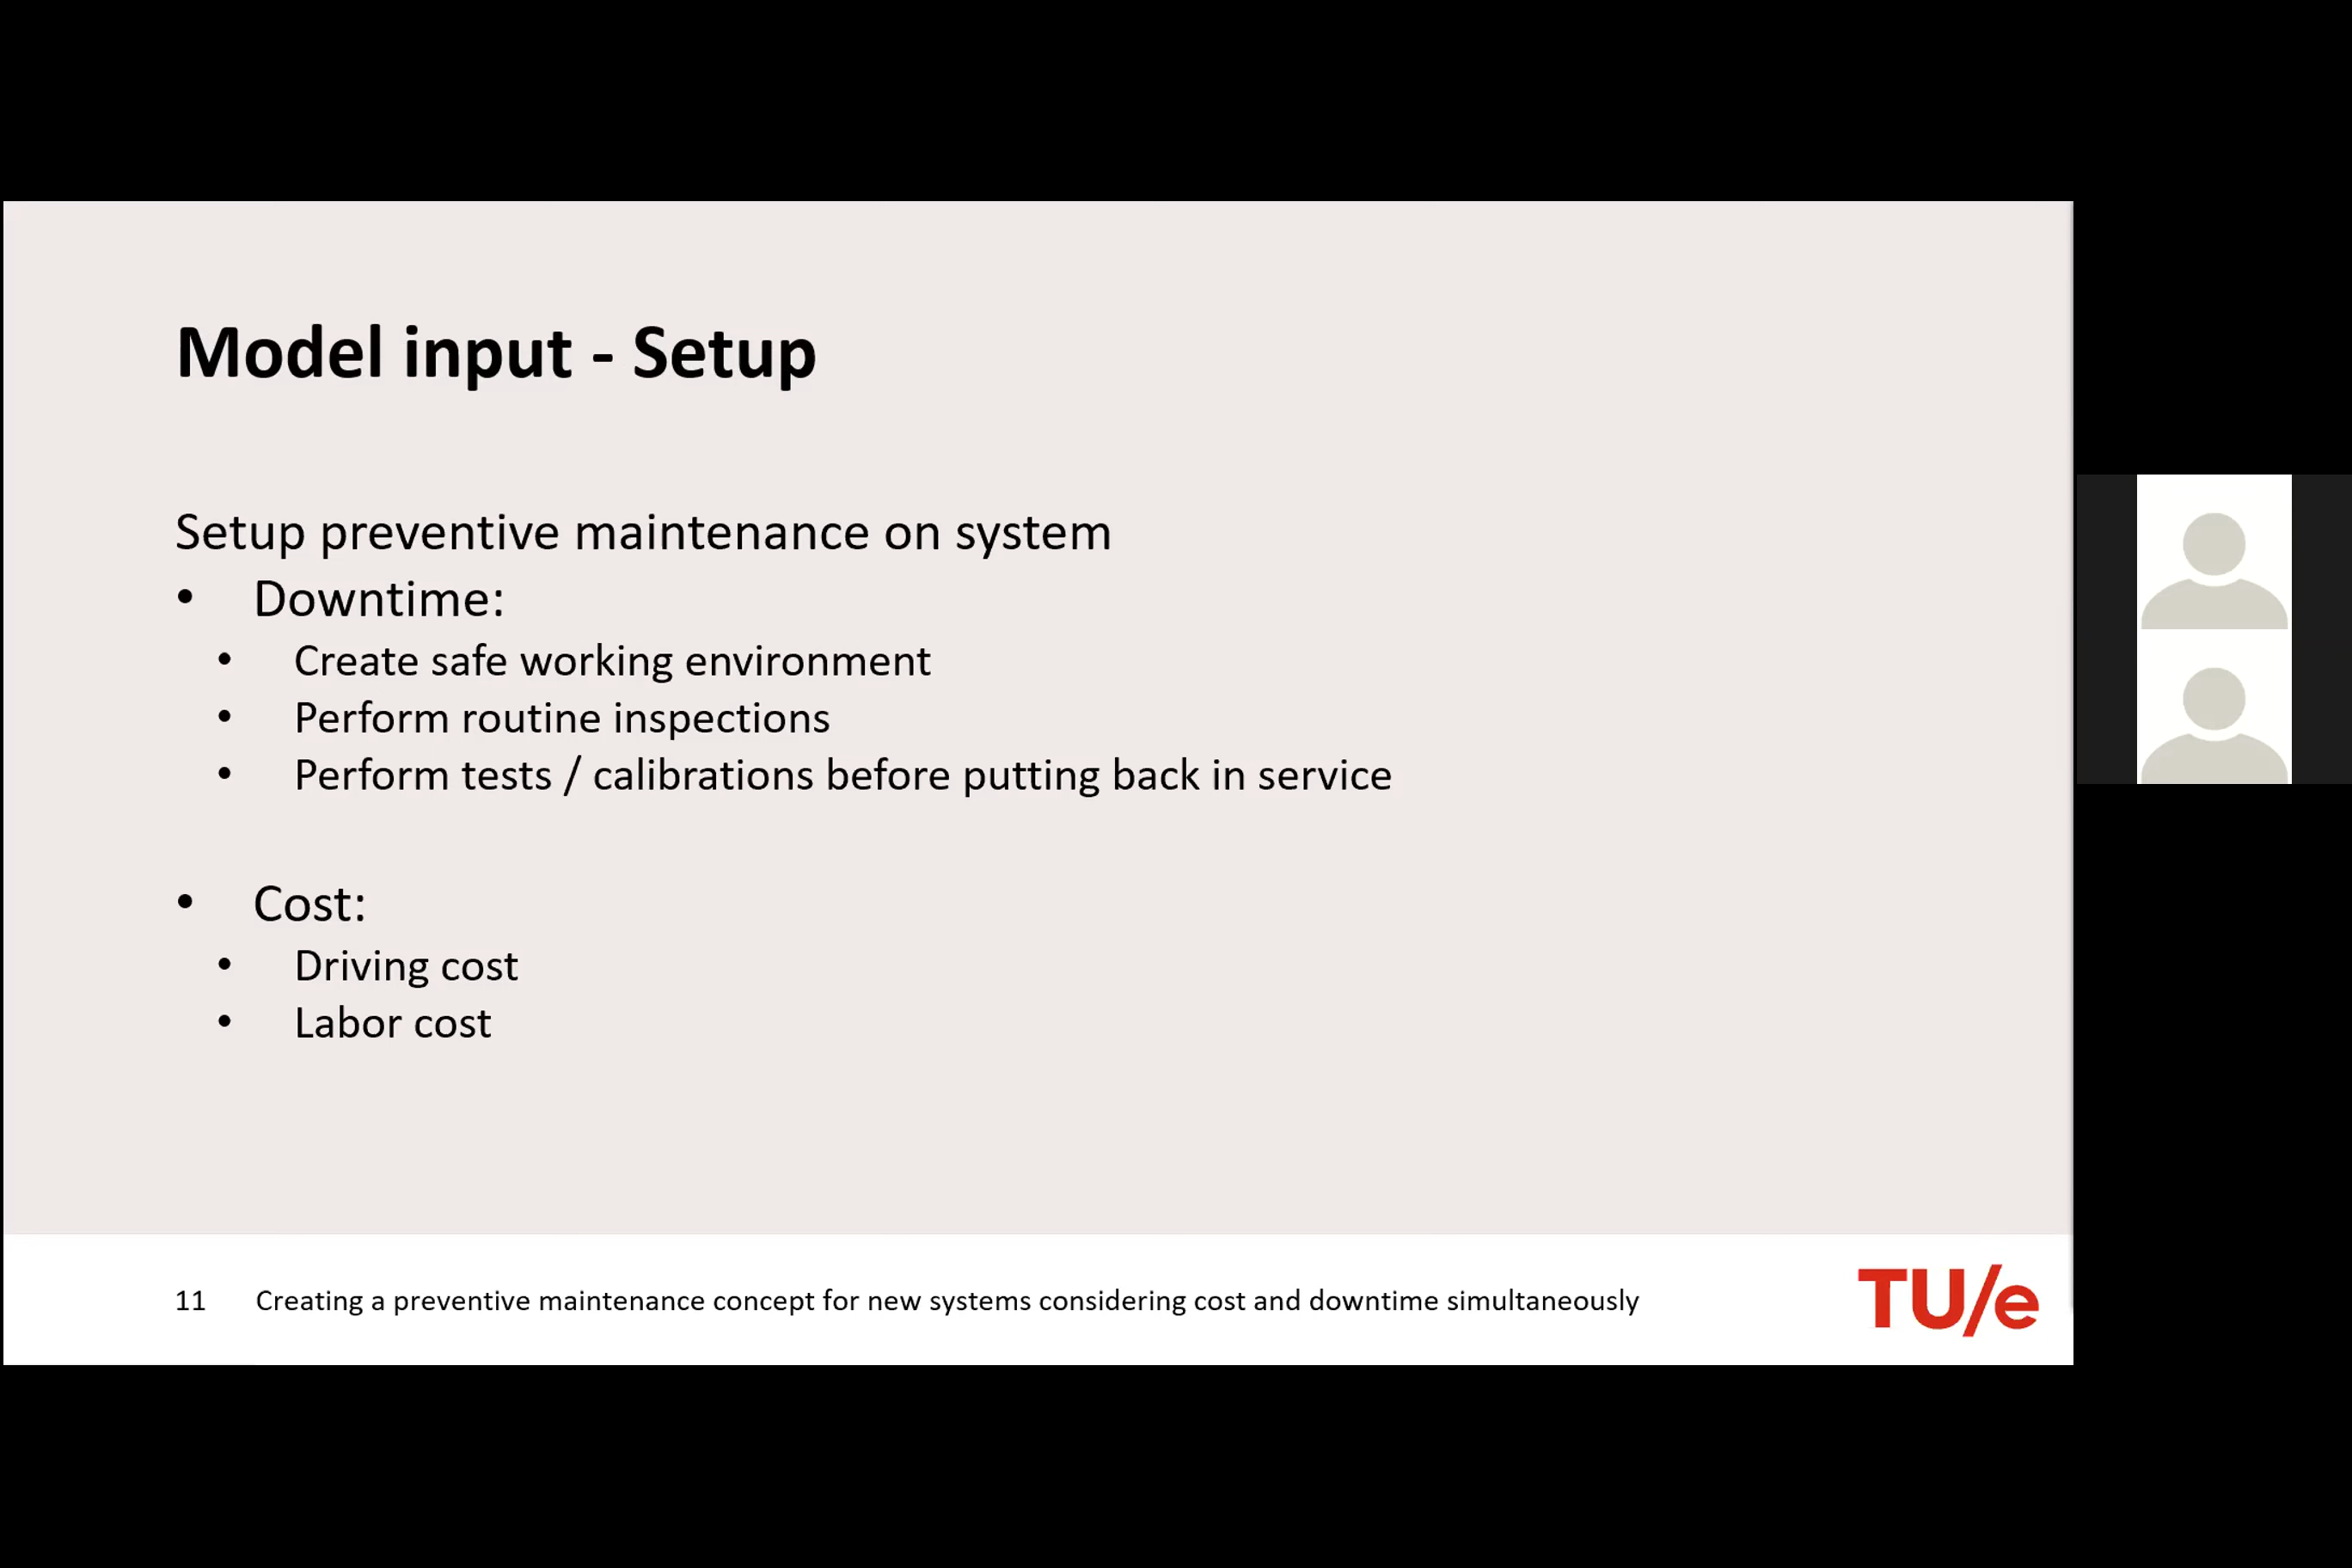 Model input - Setup
Setup preventive maintenance on system
• Downtime:
• Create safe working environment
• Perform routine inspections
• Perform tests / calibrations before putting back in service
• Cost:
• Driving cost
• Labor cost
11 Creating a preventive maintenance concept for new systems considering cost and downtime simultaneously
TU/e